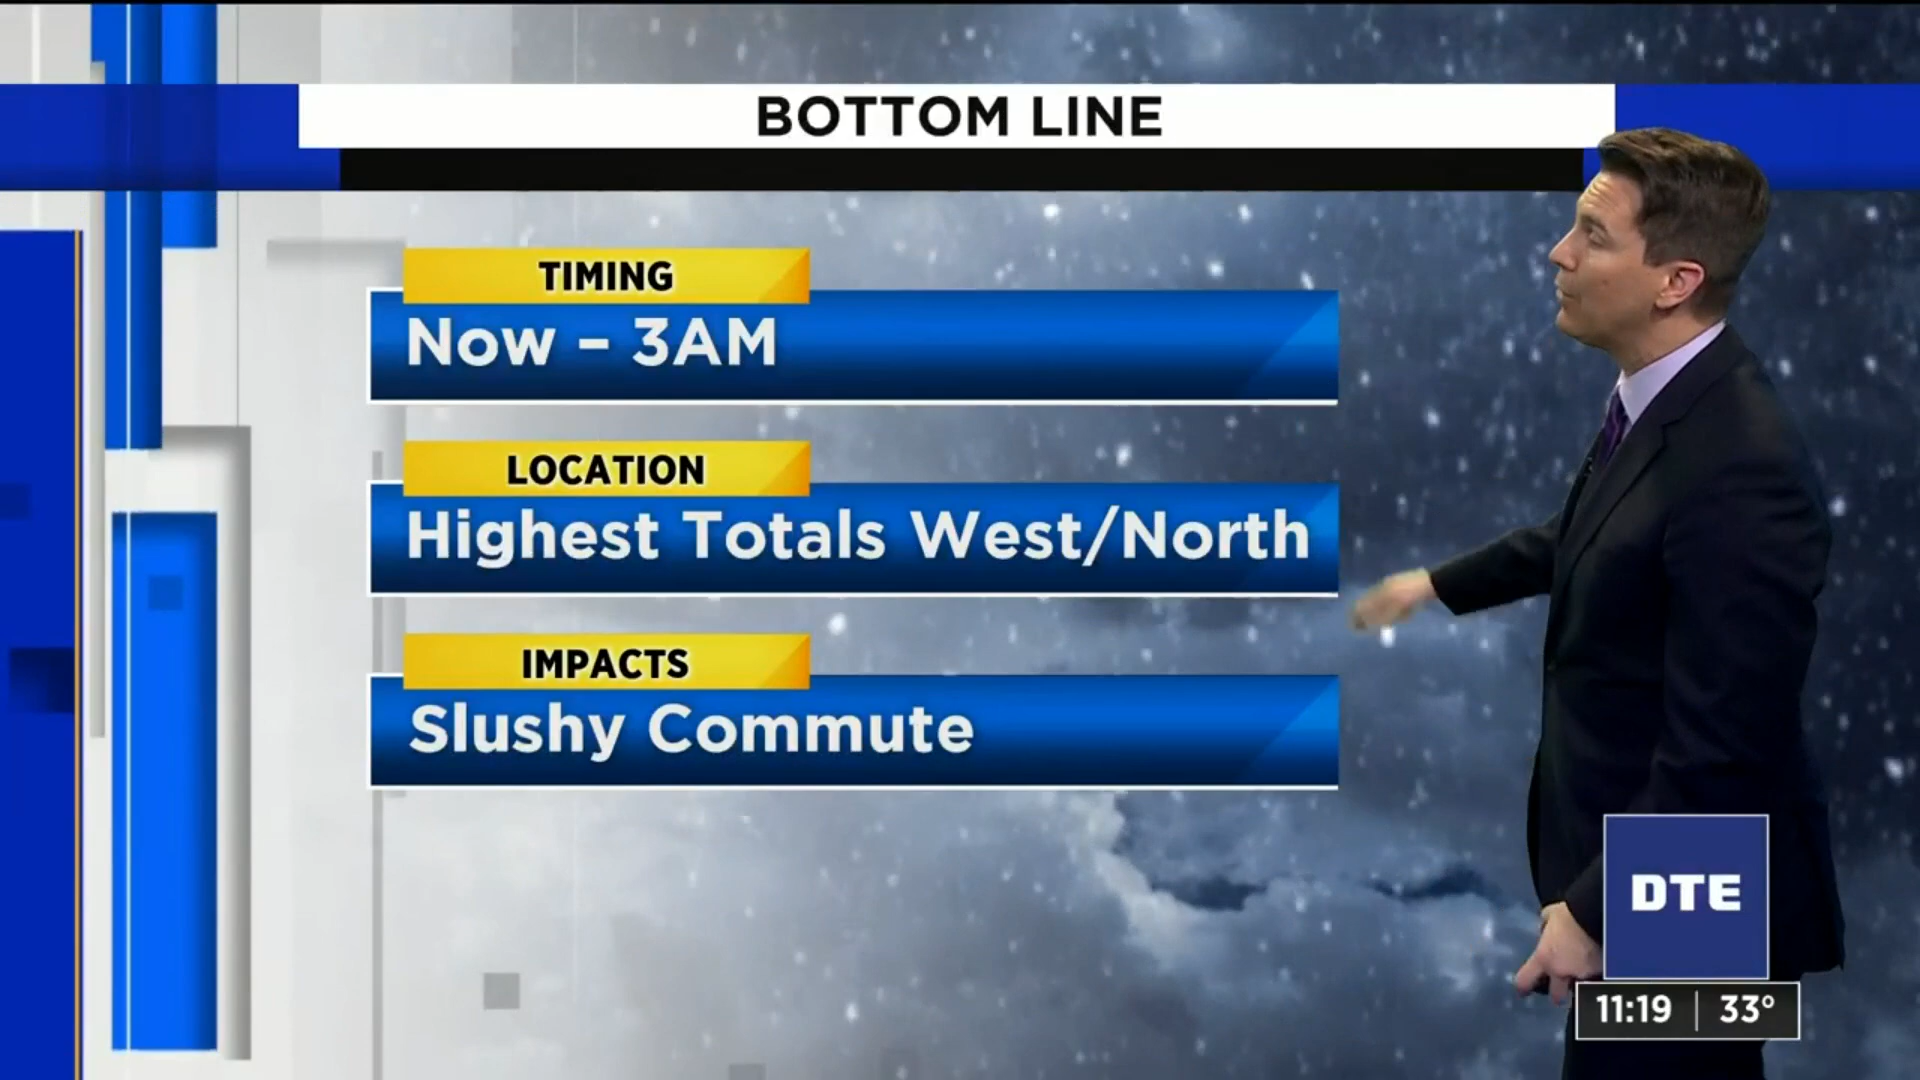 BOTTOM LINE
TIMING
Now – 3AM
LOCATION
Highest Totals West/North
IMPACTS
Slushy Commute
DTE
11:19 | 33°